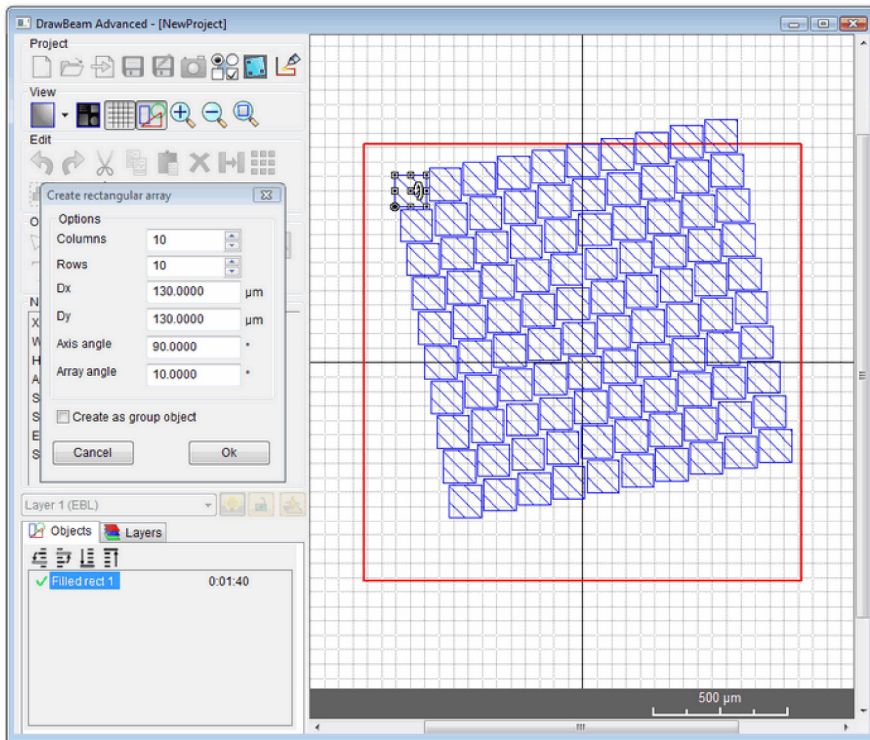 DrawBeam Advanced - [NewProject]
Project
View
Edit
Create rectangular array
O
Options
Columns 10
Rows 10
Dx 130.0000 µm
Dy 130.0000 µm
Axis angle 90.0000 °
Array angle 10.0000 °
Create as group object
Cancel Ok
N
X
W
H
A
S
S
E
S
Layer 1 (EBL)
Objects Layers
Filled rect 1 0:01:40
500 µm